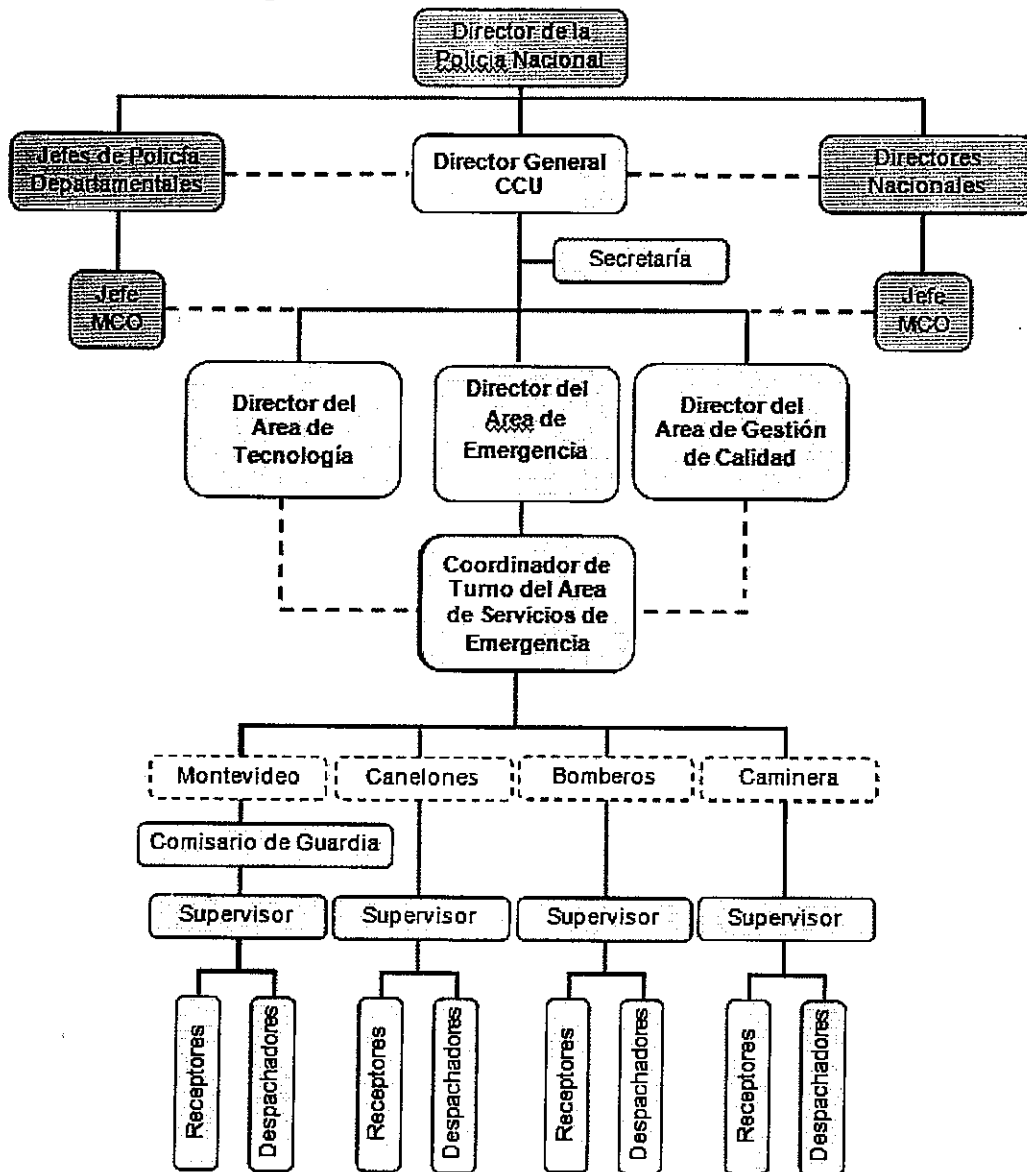 Director de la
Policía Nacional
Jefes de Policía
Departamentales
Director General
CCU
Directores
Nacionales
Secretaría
Jefe
MCO
Jefe
MCO
Director del
Area de
Tecnología
Director del
Area de
Emergencia
Director del
Area de Gestión
de Calidad
Coordinador de
Turno del Area
de Servicios de
Emergencia
Montevideo
Canelones
Bomberos
Caminera
Comisario de Guardia
Supervisor
Supervisor
Supervisor
Supervisor
Receptores
Despachadores
Receptores
Despachadores
Receptores
Despachadores
Receptores
Despachadores